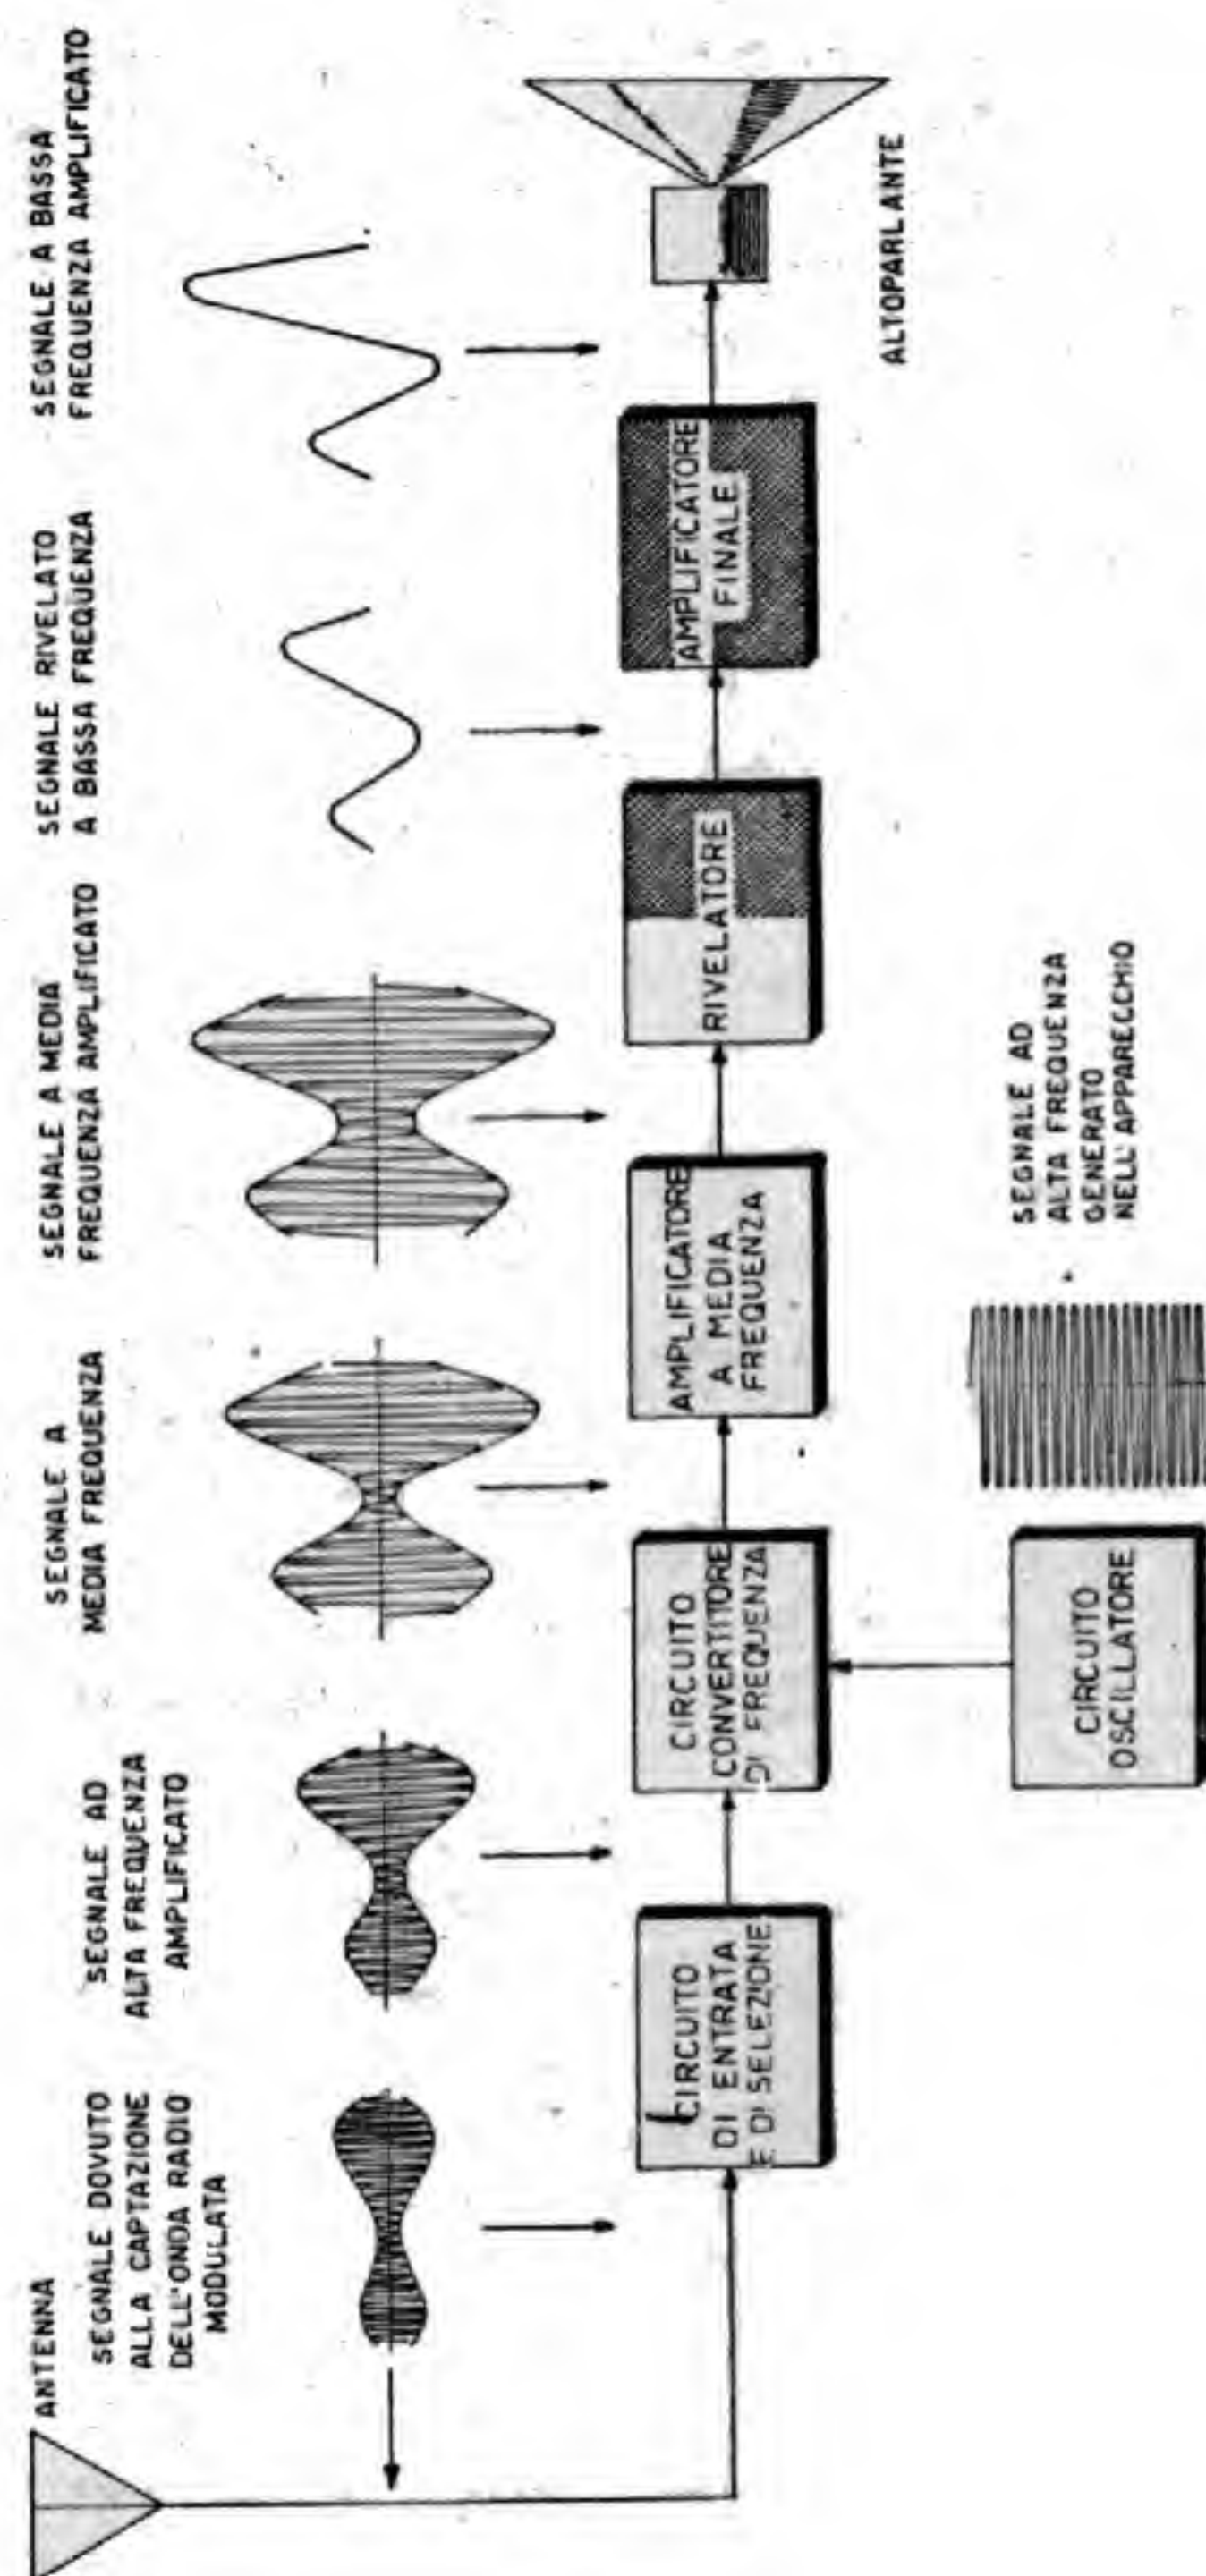 ANTENNA
SEGNALE DOVUTO
ALLA CAPTAZIONE
DELL'ONDA RADIO
MODULATA
SEGNALE AD
ALTA FREQUENZA
AMPLIFICATO
SEGNALE A
MEDIA FREQUENZA
SEGNALE A MEDIA
FREQUENZA AMPLIFICATO
SEGNALE RIVELATO
A BASSA FREQUENZA
SEGNALE A BASSA
FREQUENZA AMPLIFICATO
CIRCUITO
DI ENTRATA
E DI SELEZIONE
CIRCUITO
CONVERTITORE
DI FREQUENZA
AMPLIFICATORE
A MEDIA
FREQUENZA
RIVELATORE
AMPLIFICATORE
FINALE
ALTOPARLANTE
CIRCUITO
OSCILLATORE
SEGNALE AD
ALTA FREQUENZA
GENERATO
NELL'APPARECCHIO